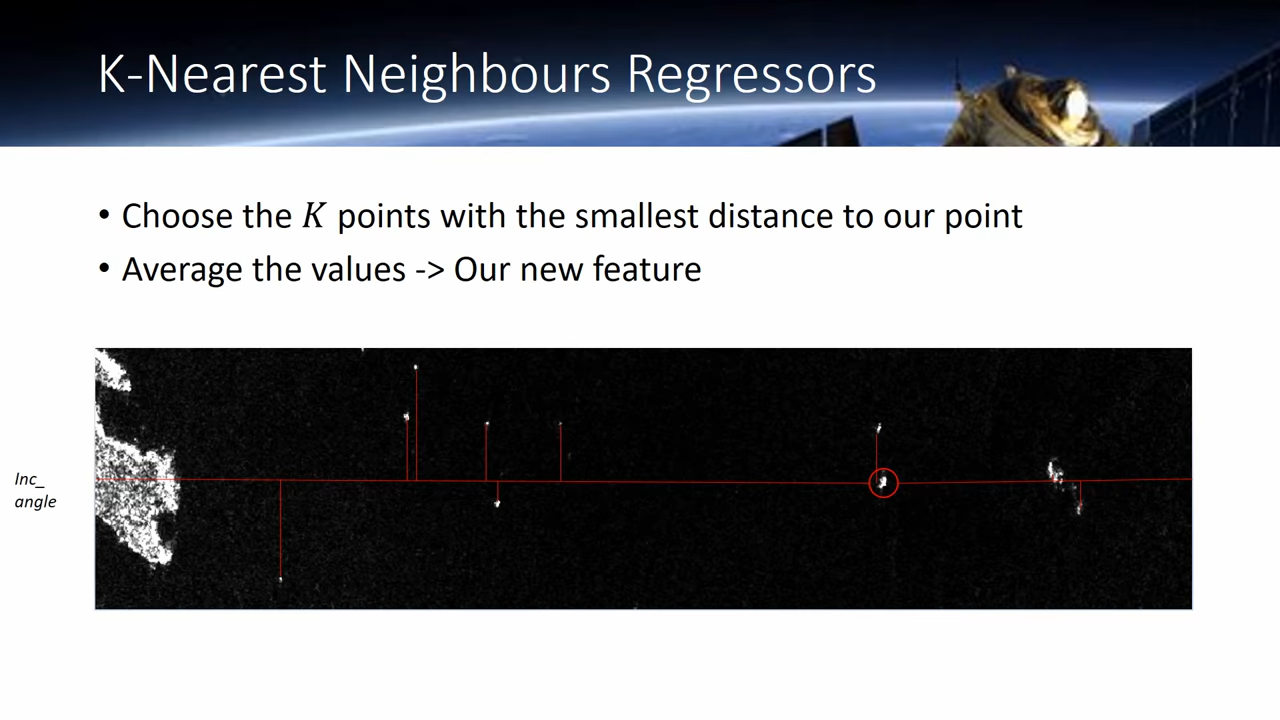 K-Nearest Neighbours Regressors
• Choose the K points with the smallest distance to our point
• Average the values -> Our new feature
Inc_
angle